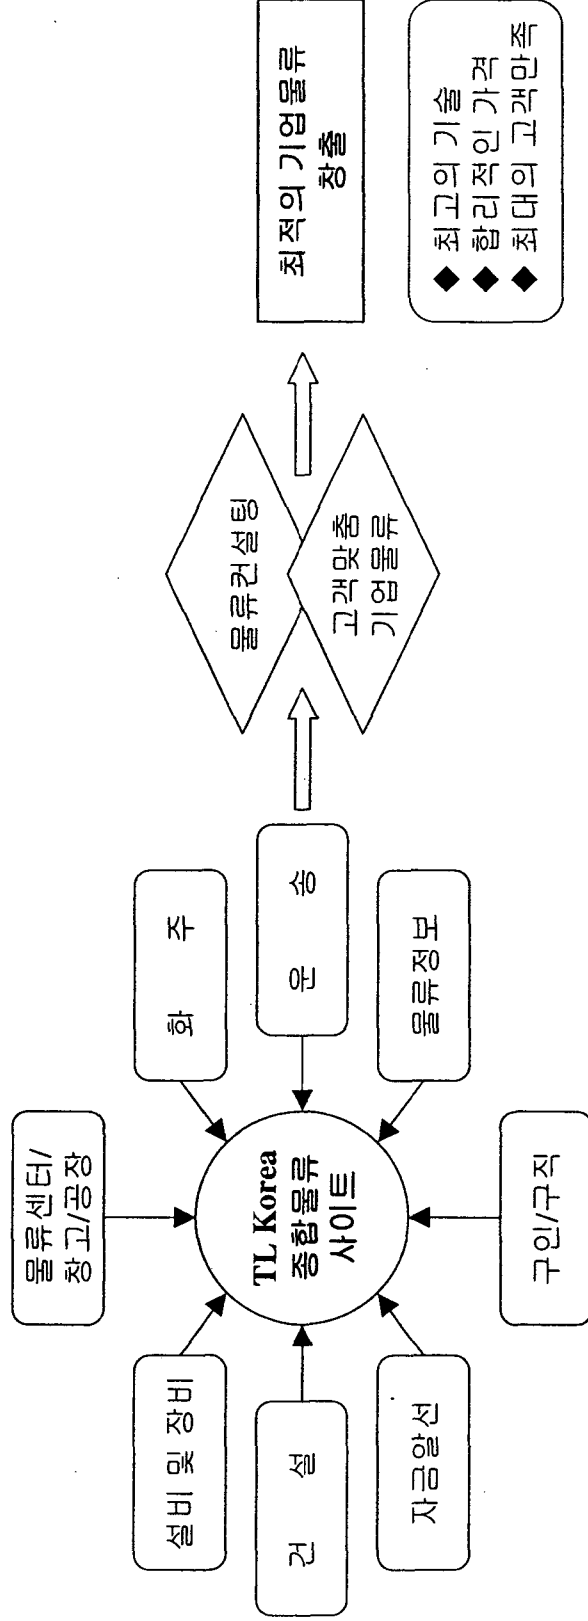 물류센터/
창고/공장
설비 및 장비
화 주
건 설
TL Korea
종합물류
사이트
운 송
자금알선
물류정보
구인/구직
물류컨설팅
고객맞춤
기업물류
최적의 기업물류
창출
◆ 최고의 기술
◆ 합리적인 가격
◆ 최대의 고객만족